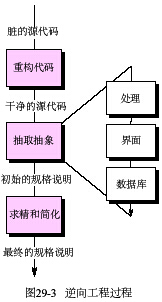 脏的源代码
重构代码
干净的源代码
抽取抽象
初始的规格说明
求精和简化
最终的规格说明
处理
界面
数据库
图29-3 逆向工程过程